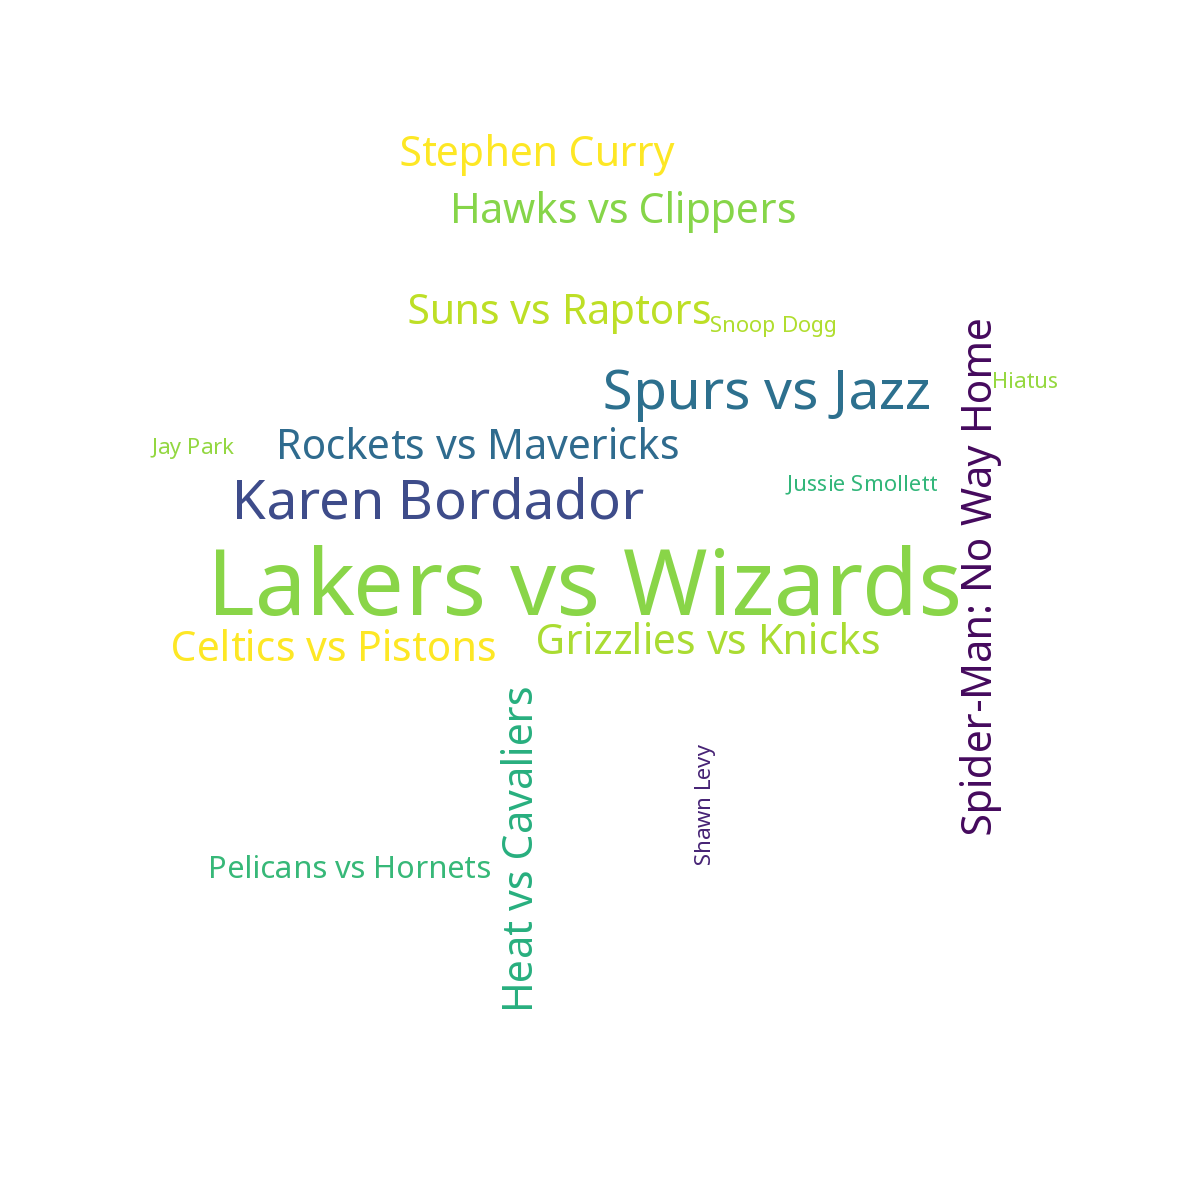 Stephen Curry
Hawks vs Clippers
Suns vs Raptors
Snoop Dogg
Spurs vs Jazz
Hiatus
Rockets vs Mavericks
Jay Park
Karen Bordador
Jussie Smollett
Spider-Man: No Way Home
Lakers vs Wizards
Celtics vs Pistons
Grizzlies vs Knicks
Heat vs Cavaliers
Shawn Levy
Pelicans vs Hornets